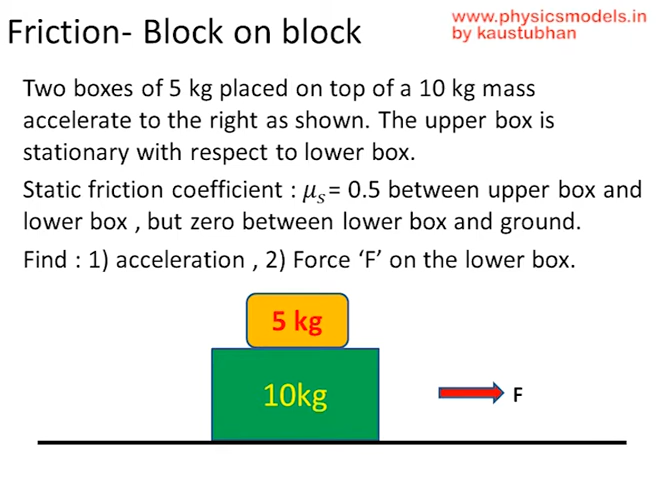 Friction- Block on block
www.physicsmodels.in
by kaustubhan
Two boxes of 5 kg placed on top of a 10 kg mass
accelerate to the right as shown. The upper box is
stationary with respect to lower box.
Static friction coefficient : μₛ= 0.5 between upper box and
lower box , but zero between lower box and ground.
Find : 1) acceleration , 2) Force ‘F’ on the lower box.
5 kg
10kg
F